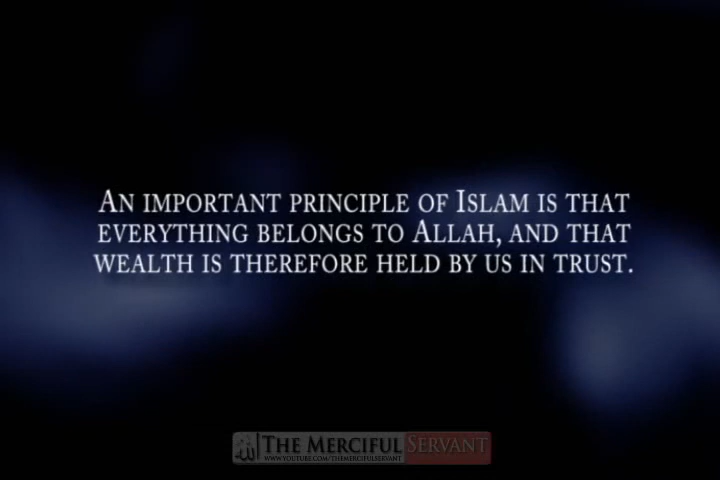 An important principle of Islam is that
everything belongs to Allah, and that
wealth is therefore held by us in trust.
The Merciful Servant
www.youtube.com/themercifulservant